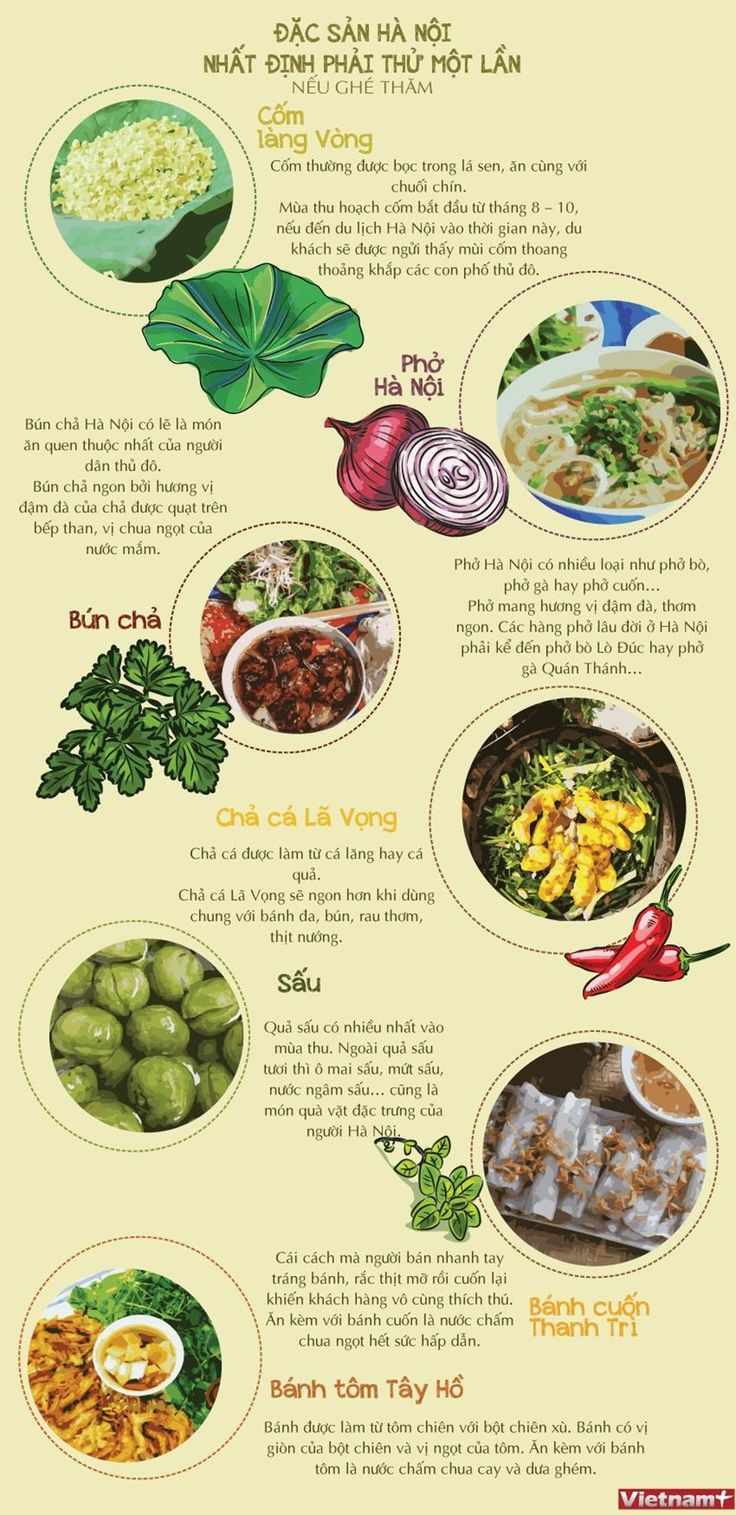 ĐẶC SẢN HÀ NỘI
NHẤT ĐỊNH PHẢI THỬ MỘT LẦN
NẾU GHÉ THĂM
Cốm
làng Vòng
Cốm thường được bọc trong lá sen, ăn cùng với
chuối chín.
Mùa thu hoạch cốm bắt đầu từ tháng 8 – 10,
nếu đến du lịch Hà Nội vào thời gian này, du
khách sẽ được ngửi thấy mùi cốm thoang
thoảng khắp các con phố thủ đô.
Phở
Hà Nội
Phở Hà Nội có nhiều loại như phở bò,
phở gà hay phở cuốn...
Phở mang hương vị đậm đà, thơm
ngon. Các hàng phở lâu đời ở Hà Nội
phải kể đến phở bò Lò Đúc hay phở
gà Quán Thánh...
Bún chả Hà Nội có lẽ là món
ăn quen thuộc nhất của người
dân thủ đô.
Bún chả ngon bởi hương vị
đậm đà của chả được quạt trên
bếp than, vị chua ngọt của
nước mắm.
Bún chả
Chả cá Lã Vọng
Chả cá được làm từ cá lăng hay cá
quả.
Chả cá Lã Vọng sẽ ngon hơn khi dùng
chung với bánh đa, bún, rau thơm,
thịt nướng.
Sấu
Quả sấu có nhiều nhất vào
mùa thu. Ngoài quả sấu
tươi thì ô mai sấu, mứt sấu,
nước ngâm sấu... cũng là
món quà vặt đặc trưng của
người Hà Nội.
Cái cách mà người bán nhanh tay
tráng bánh, rắc thịt mỡ rồi cuốn lại
khiến khách hàng vô cùng thích thú.
Ăn kèm với bánh cuốn là nước chấm
chua ngọt hết sức hấp dẫn.
Bánh cuốn
Thanh Trì
Bánh tôm Tây Hồ
Bánh được làm từ tôm chiên với bột chiên xù. Bánh có vị
giòn của bột chiên và vị ngọt của tôm. Ăn kèm với bánh
tôm là nước chấm chua cay và dưa ghém.
Vietnam+